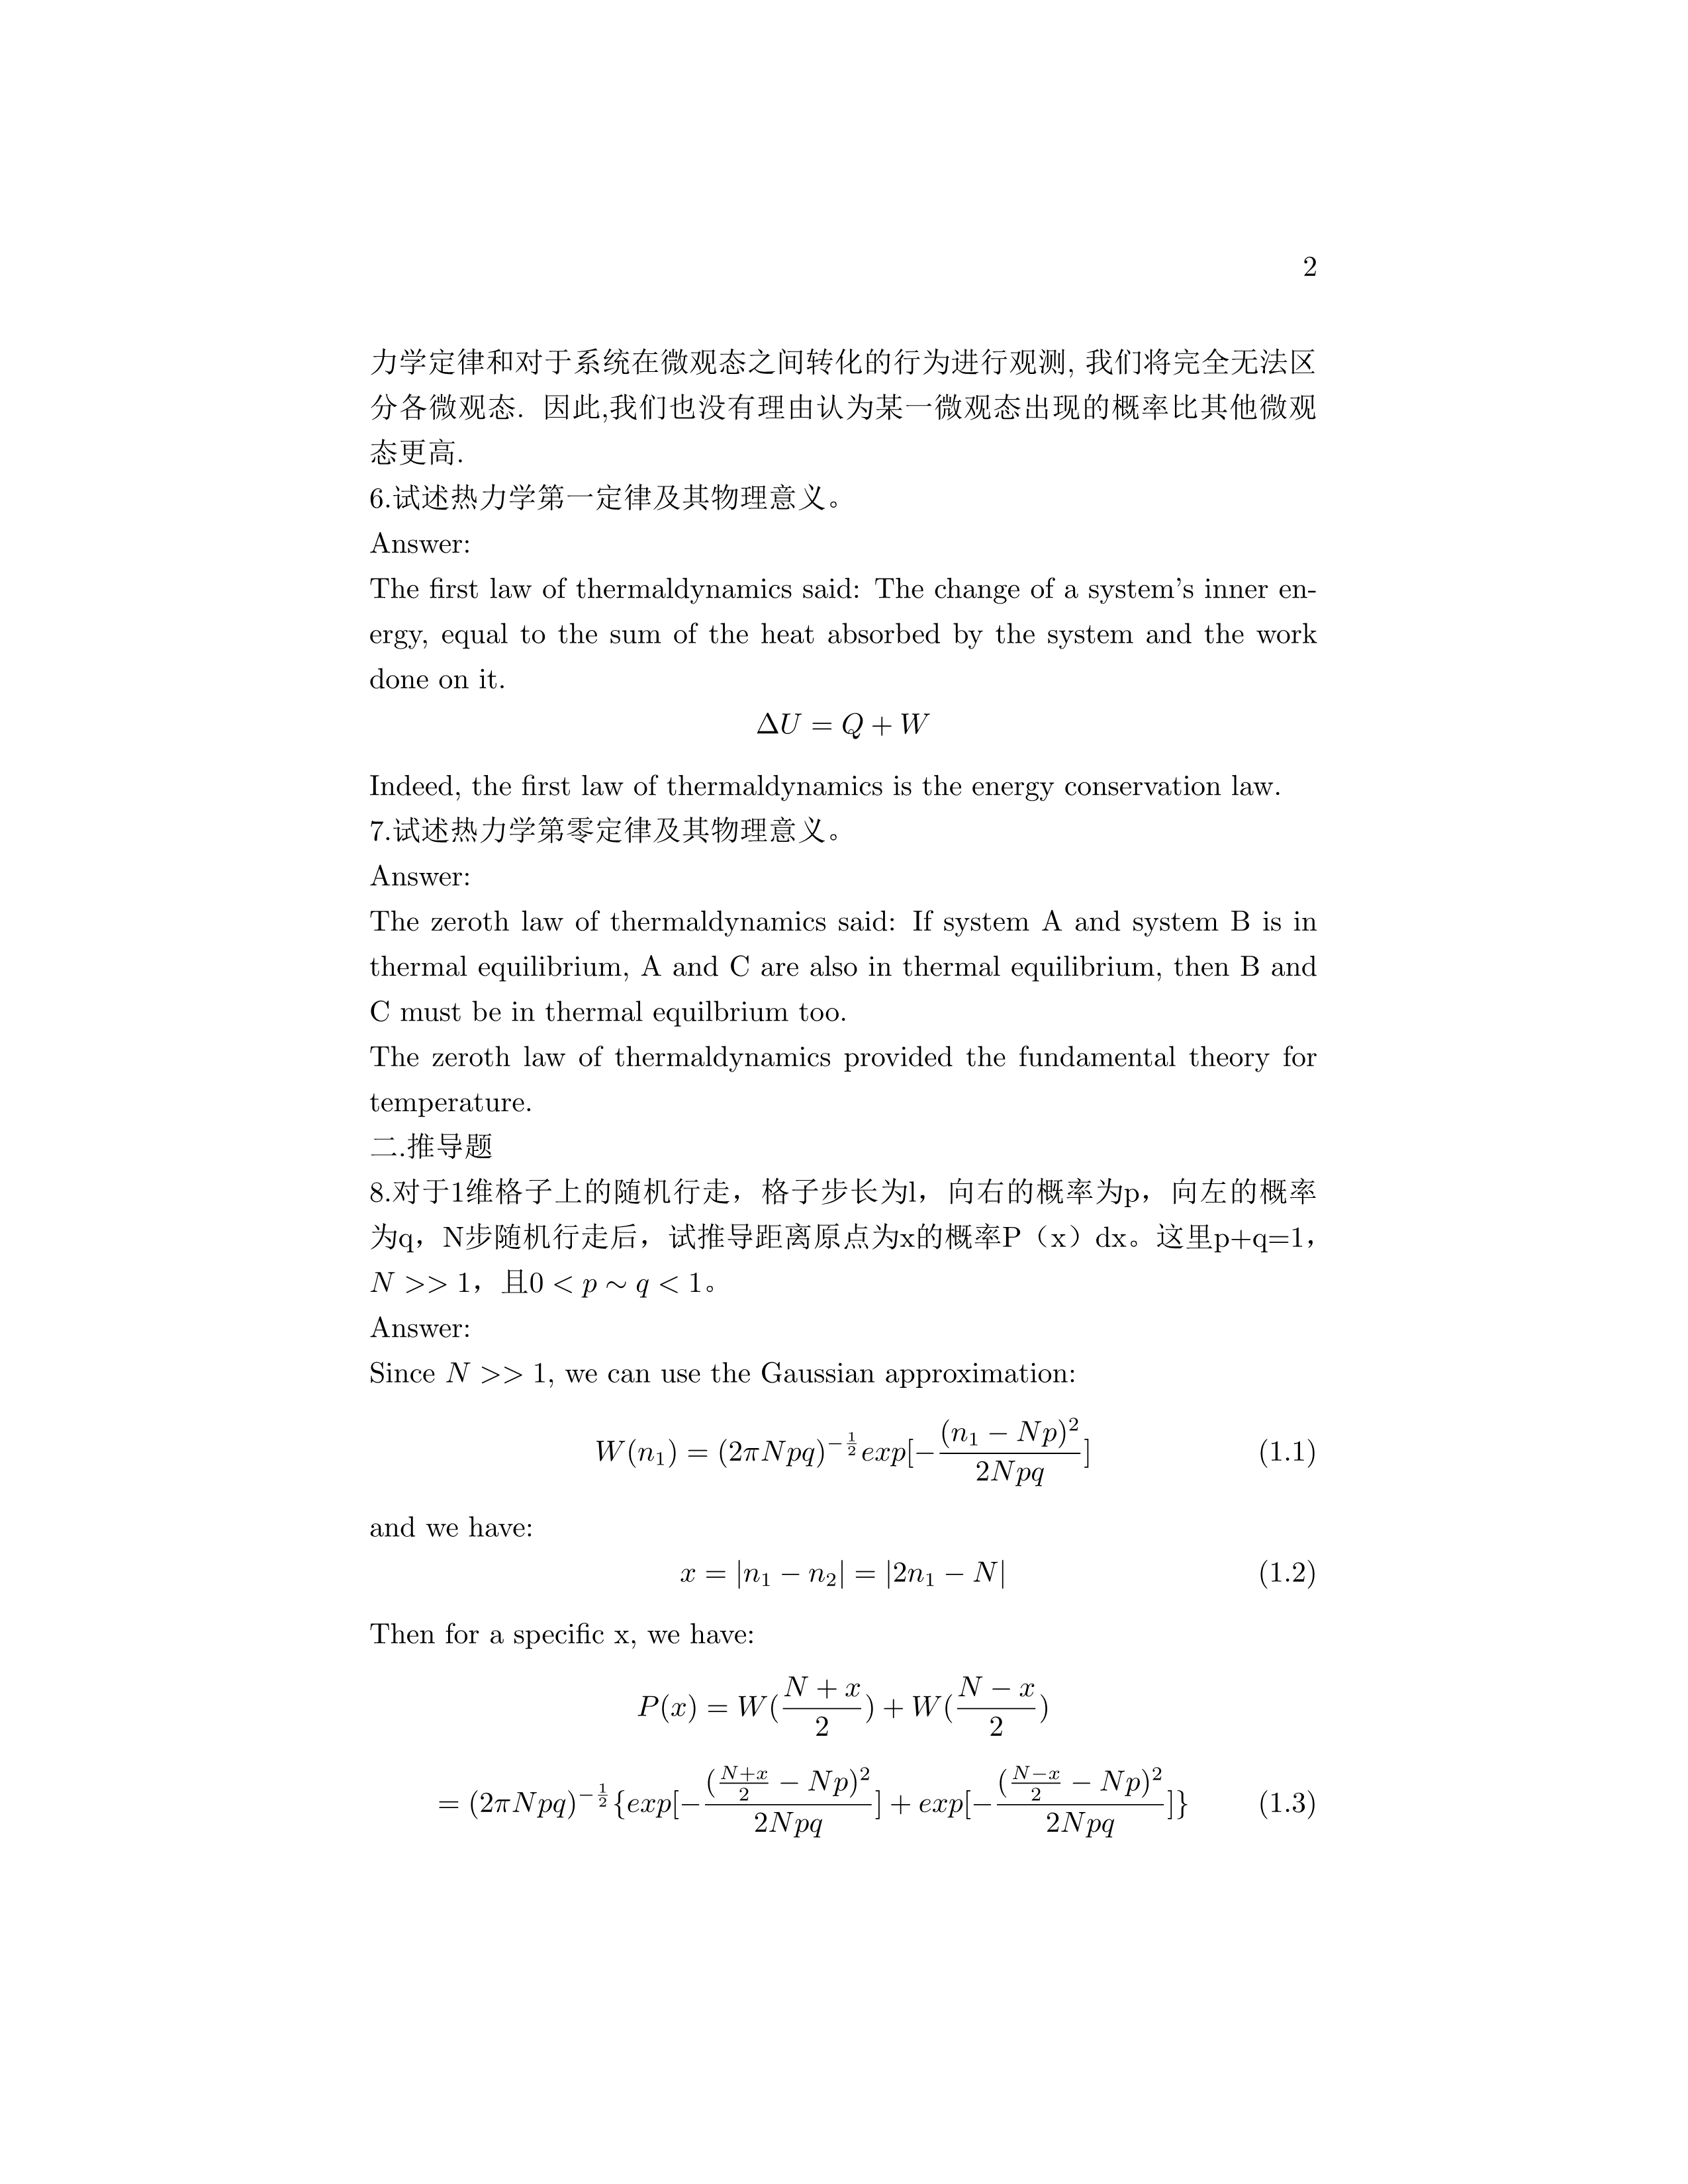 2
力学定律和对于系统在微观态之间转化的行为进行观测, 我们将完全无法区
分各微观态. 因此,我们也没有理由认为某一微观态出现的概率比其他微观
态更高.
6.试述热力学第一定律及其物理意义。
Answer:
The first law of thermaldynamics said: The change of a system's inner en-
ergy, equal to the sum of the heat absorbed by the system and the work
done on it.
ΔU = Q + W
Indeed, the first law of thermaldynamics is the energy conservation law.
7.试述热力学第零定律及其物理意义。
Answer:
The zeroth law of thermaldynamics said: If system A and system B is in
thermal equilibrium, A and C are also in thermal equilibrium, then B and
C must be in thermal equilbrium too.
The zeroth law of thermaldynamics provided the fundamental theory for
temperature.
二.推导题
8.对于1维格子上的随机行走，格子步长为l，向右的概率为p，向左的概率
为q，N步随机行走后，试推导距离原点为x的概率P（x）dx。这里p+q=1，
N >> 1，且0 < p ∼ q < 1。
Answer:
Since N >> 1, we can use the Gaussian approximation:
W(n₁) = (2πNpq)^{-\frac{1}{2}} exp[-\frac{(n₁ − Np)²}{2Npq}] (1.1)
and we have:
x = |n₁ − n₂| = |2n₁ − N| (1.2)
Then for a specific x, we have:
P(x) = W(\frac{N + x}{2}) + W(\frac{N − x}{2})
= (2πNpq)^{-\frac{1}{2}} {exp[-\frac{(\frac{N+x}{2} − Np)²}{2Npq}] + exp[-\frac{(\frac{N−x}{2} − Np)²}{2Npq}]} (1.3)